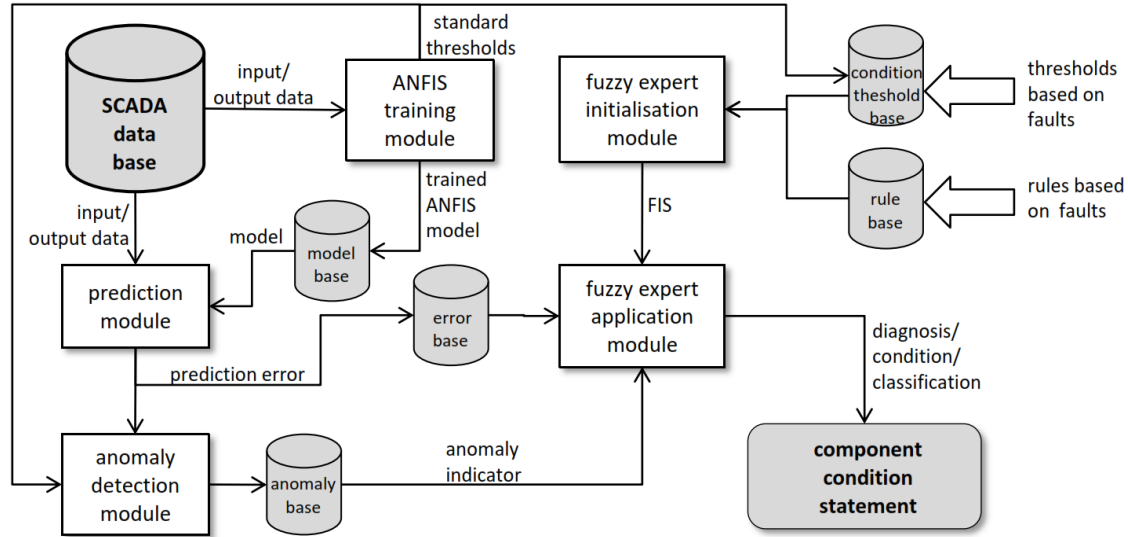 standard
thresholds
SCADA
data
base
input/
output data
ANFIS
training
module
fuzzy expert
initialisation
module
condition
theshold
base
thresholds
based on
faults
trained
ANFIS
model
FIS
rule
base
rules based
on faults
input/
output data
model
model
base
prediction
module
error
base
fuzzy expert
application
module
prediction error
diagnosis/
condition/
classification
anomaly
detection
module
anomaly
base
anomaly
indicator
component
condition
statement